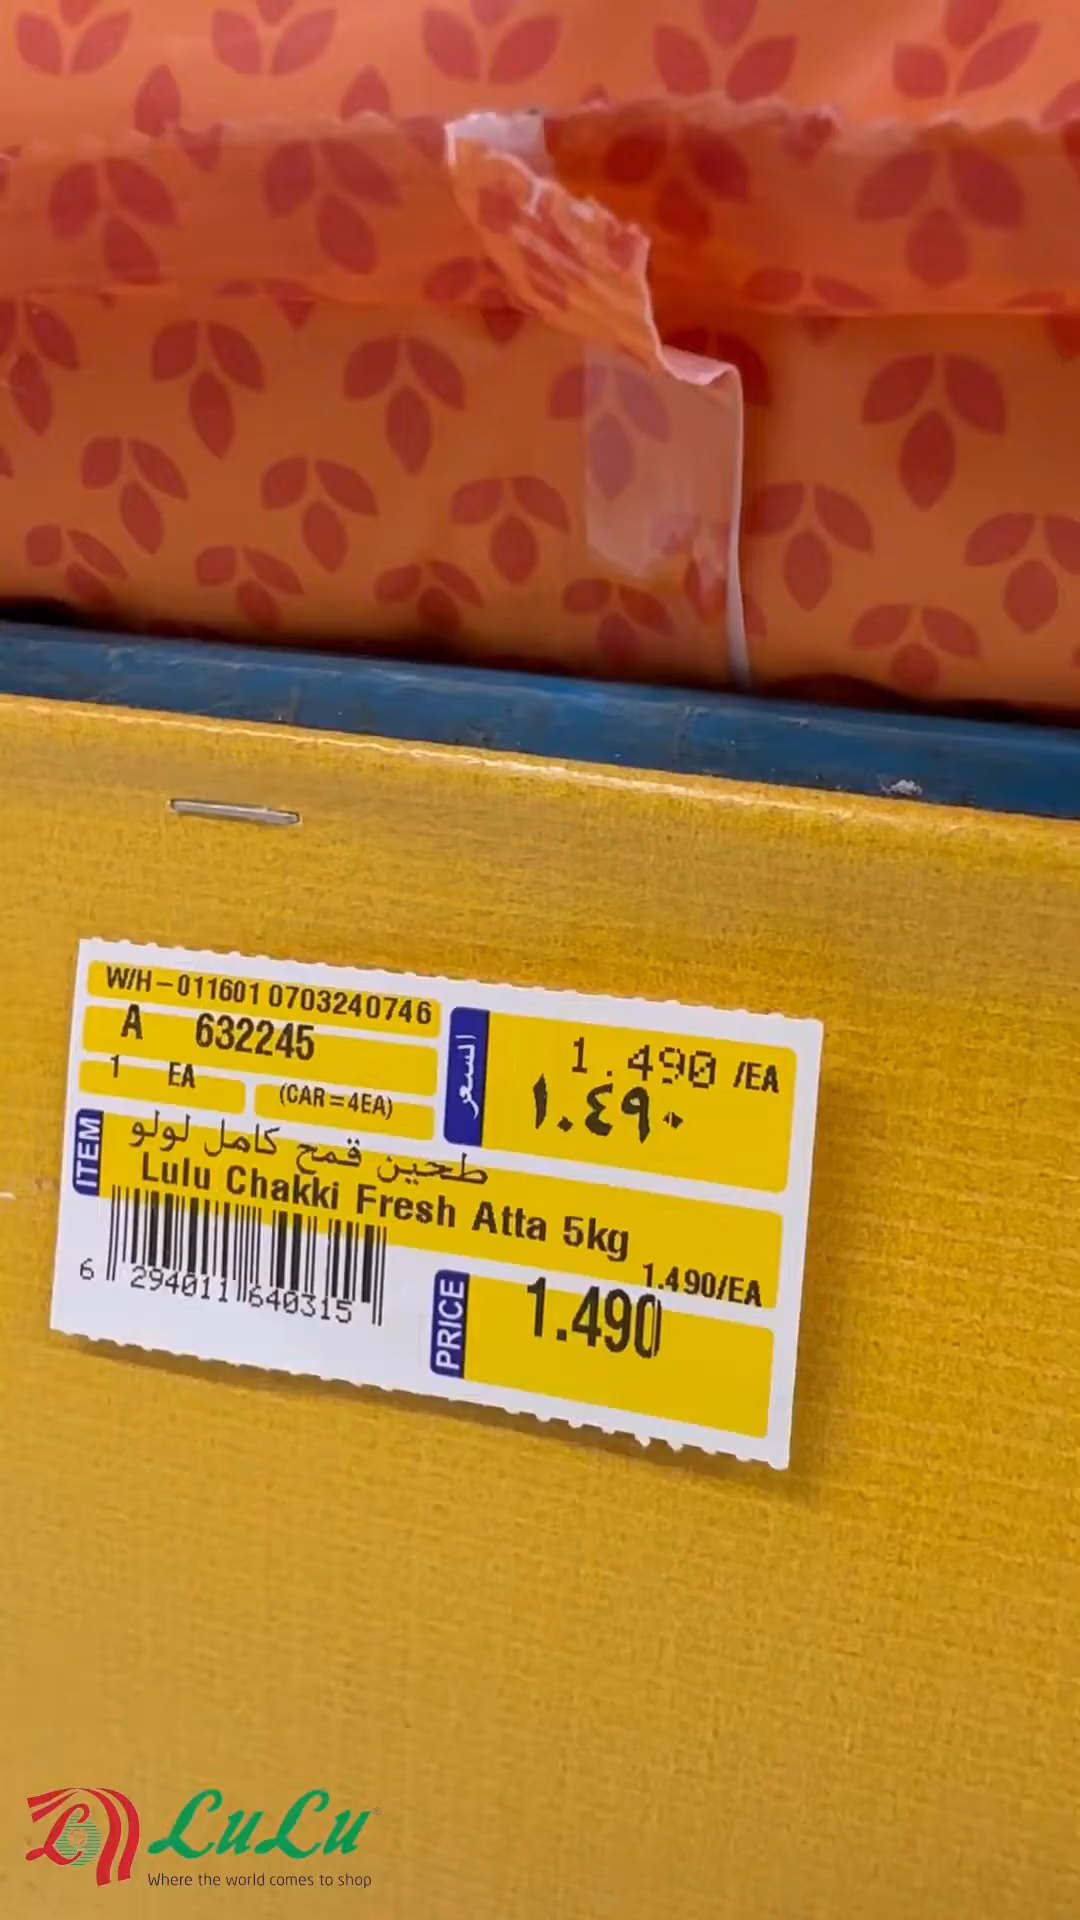 W/H-011601 0703240746
A 632245
1 EA (CAR=4EA)
السعر
1.490 /EA
١.٤٩٠
ITEM
طحين قمح كامل لولو
Lulu Chakki Fresh Atta 5kg
1.490/EA
6 294011 640315
PRICE
1.490
LuLu
Where the world comes to shop